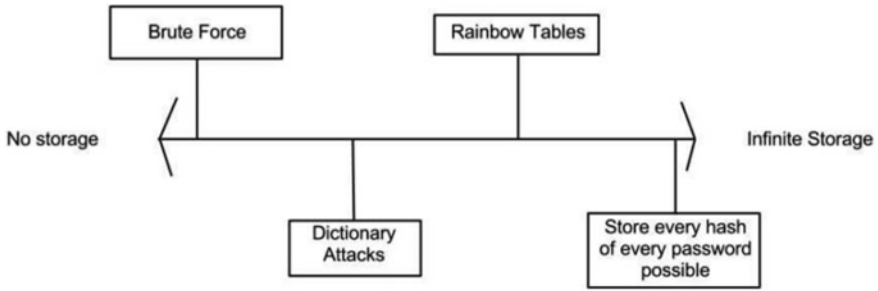 Brute Force
Rainbow Tables
No storage
Infinite Storage
Dictionary
Attacks
Store every hash
of every password
possible